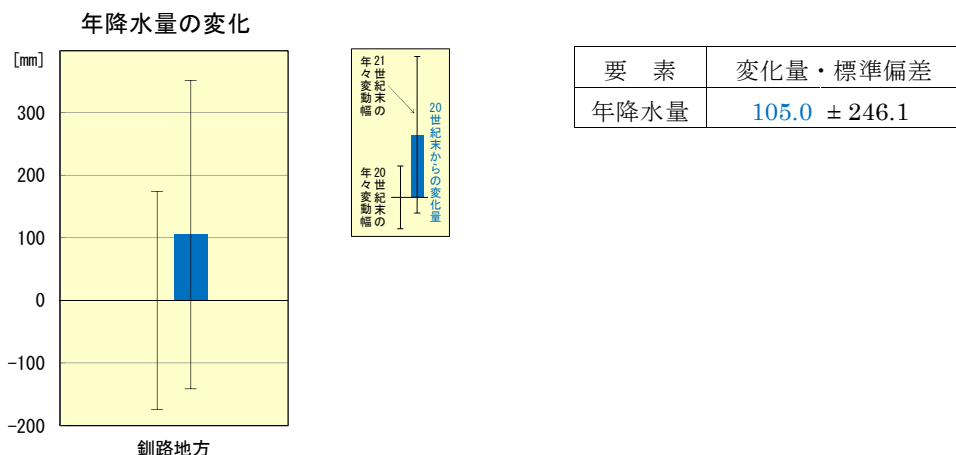 年降水量の変化
[mm]
300
200
100
0
-100
-200
釧路地方
21世紀末の
年々変動幅
20世紀末からの変化量
20世紀末の
年々変動幅
要　素 変化量・標準偏差
年降水量 105.0 ± 246.1